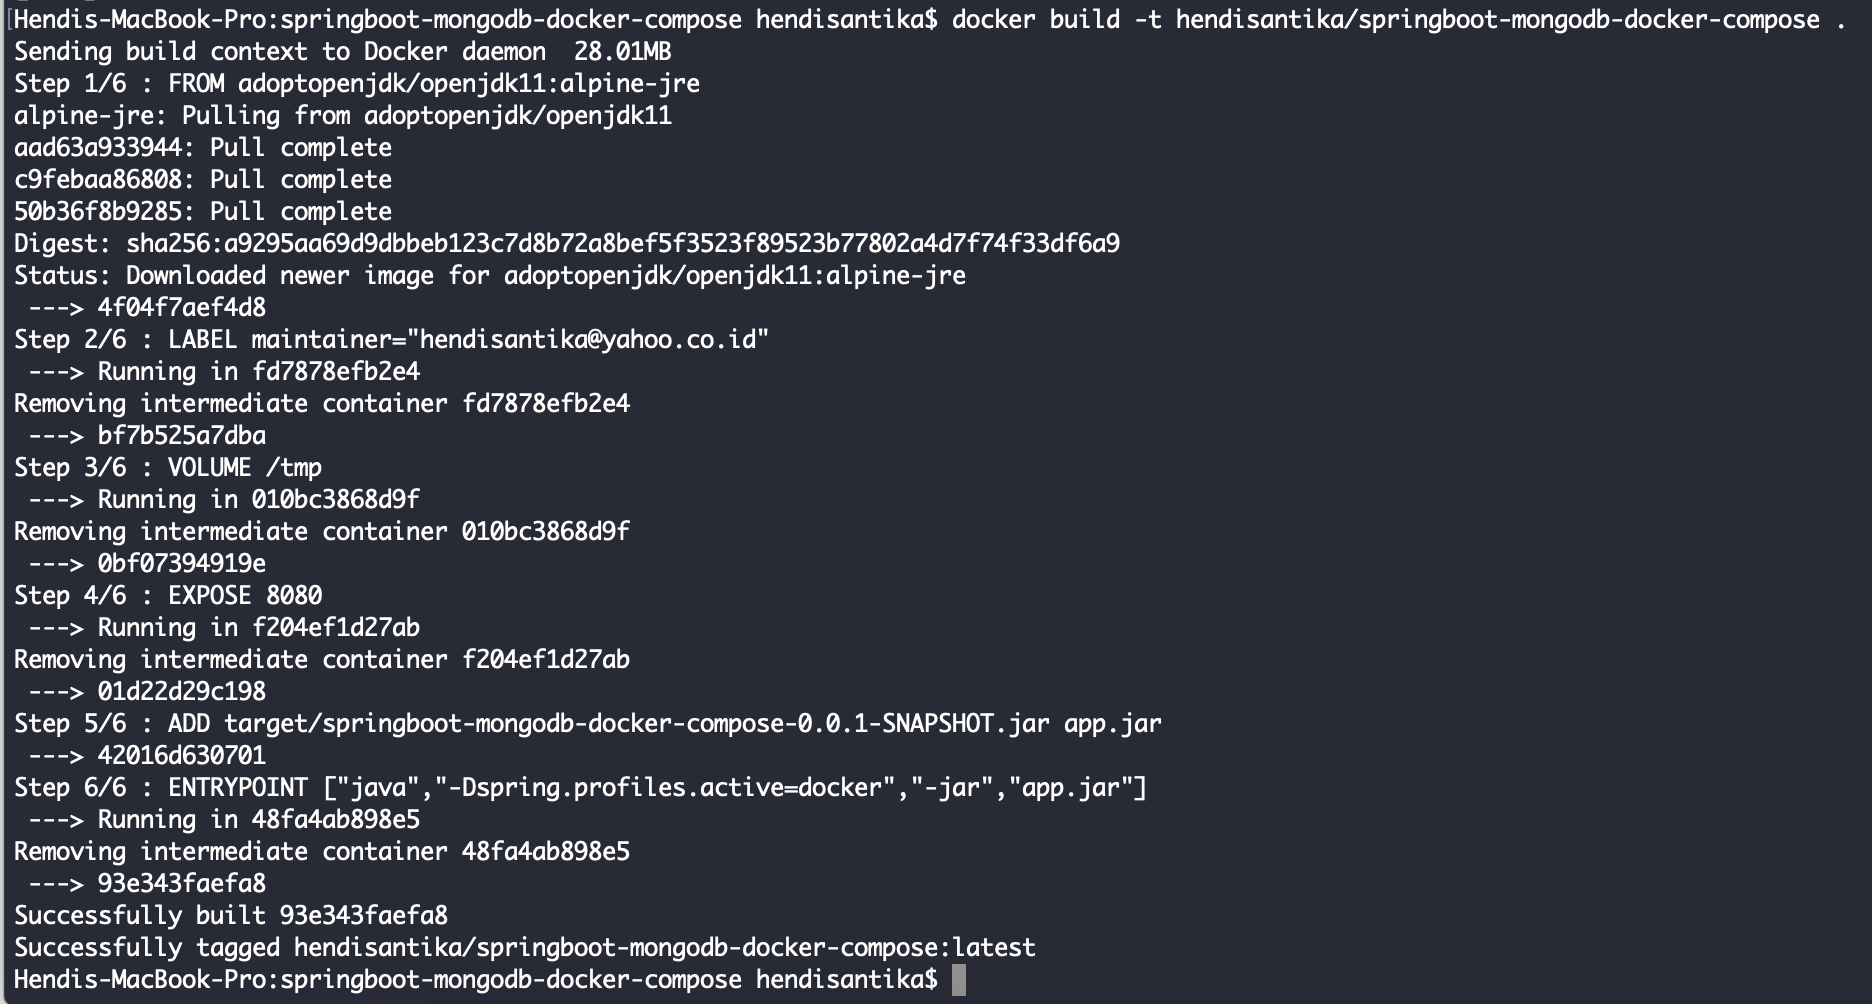 [Hendis-MacBook-Pro:springboot-mongodb-docker-compose hendisantika$ docker build -t hendisantika/springboot-mongodb-docker-compose .
Sending build context to Docker daemon  28.01MB
Step 1/6 : FROM adoptopenjdk/openjdk11:alpine-jre
alpine-jre: Pulling from adoptopenjdk/openjdk11
aad63a933944: Pull complete
c9febaa86808: Pull complete
50b36f8b9285: Pull complete
Digest: sha256:a9295aa69d9dbbeb123c7d8b72a8bef5f3523f89523b77802a4d7f74f33df6a9
Status: Downloaded newer image for adoptopenjdk/openjdk11:alpine-jre
 ---> 4f04f7aef4d8
Step 2/6 : LABEL maintainer="hendisantika@yahoo.co.id"
 ---> Running in fd7878efb2e4
Removing intermediate container fd7878efb2e4
 ---> bf7b525a7dba
Step 3/6 : VOLUME /tmp
 ---> Running in 010bc3868d9f
Removing intermediate container 010bc3868d9f
 ---> 0bf07394919e
Step 4/6 : EXPOSE 8080
 ---> Running in f204ef1d27ab
Removing intermediate container f204ef1d27ab
 ---> 01d22d29c198
Step 5/6 : ADD target/springboot-mongodb-docker-compose-0.0.1-SNAPSHOT.jar app.jar
 ---> 42016d630701
Step 6/6 : ENTRYPOINT ["java","-Dspring.profiles.active=docker","-jar","app.jar"]
 ---> Running in 48fa4ab898e5
Removing intermediate container 48fa4ab898e5
 ---> 93e343faefa8
Successfully built 93e343faefa8
Successfully tagged hendisantika/springboot-mongodb-docker-compose:latest
Hendis-MacBook-Pro:springboot-mongodb-docker-compose hendisantika$